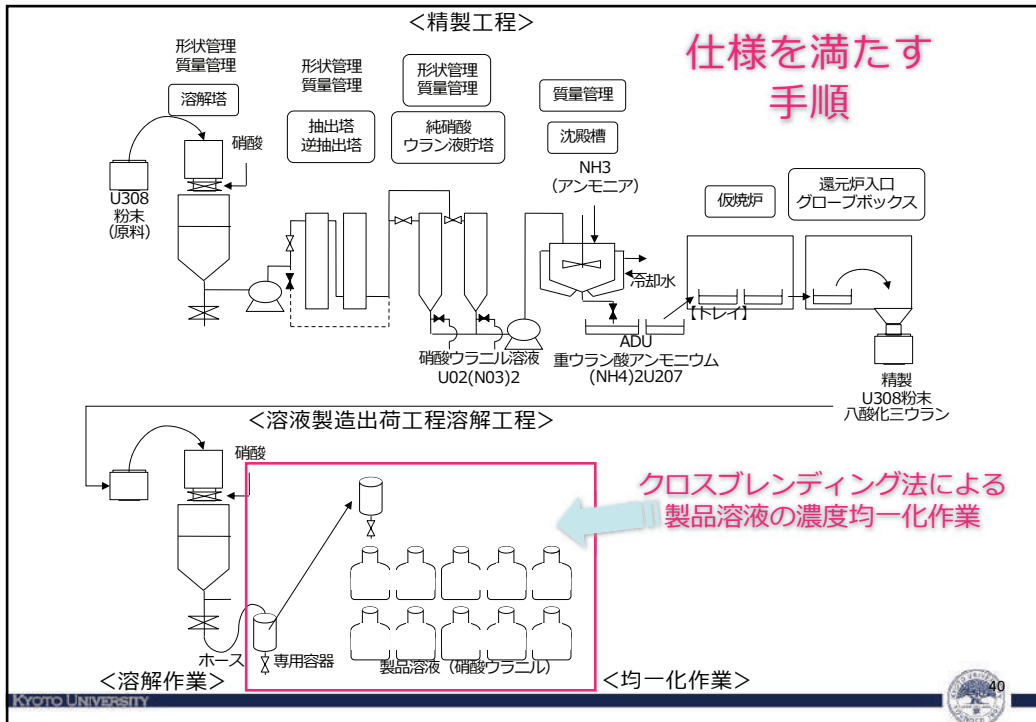 <精製工程>
仕様を満たす
手順
形状管理
質量管理
溶解塔
形状管理
質量管理
抽出塔
逆抽出塔
形状管理
質量管理
純硝酸
ウラン液貯塔
質量管理
沈殿槽
NH3
(アンモニア)
仮焼炉
還元炉入口
グローブボックス
硝酸
U308
粉末
(原料)
冷却水
【トレイ】
ADU
重ウラン酸アンモニウム
(NH4)2U207
硝酸ウラニル溶液
U02(N03)2
精製
U308粉末
八酸化三ウラン
<溶液製造出荷工程溶解工程>
硝酸
クロスブレンディング法による
製品溶液の濃度均一化作業
ホース
専用容器
製品溶液(硝酸ウラニル)
<溶解作業>
<均一化作業>
KYOTO UNIVERSITY
40